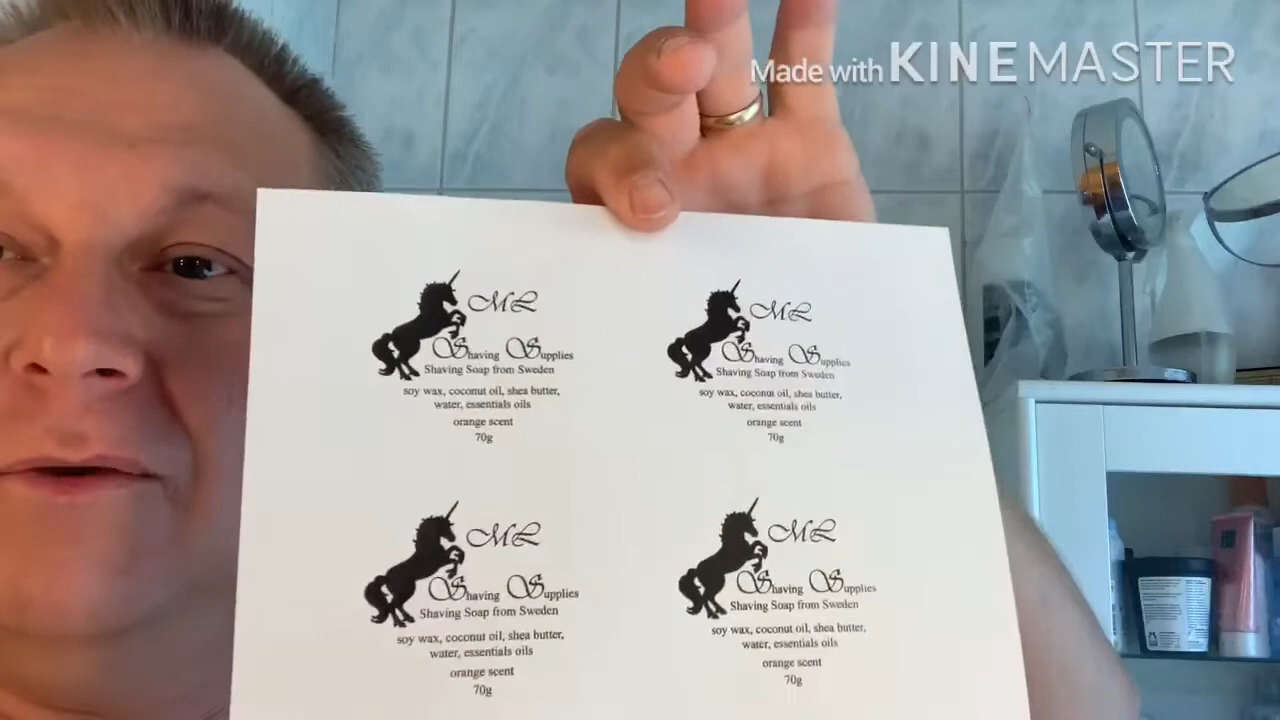 Made with KINEMASTER
ML
Shaving Supplies
Shaving Soap from Sweden
soy wax, coconut oil, shea butter,
water, essentials oils
orange scent
70g
ML
Shaving Supplies
Shaving Soap from Sweden
soy wax, coconut oil, shea butter,
water, essentials oils
orange scent
70g
ML
Shaving Supplies
Shaving Soap from Sweden
soy wax, coconut oil, shea butter,
water, essentials oils
orange scent
70g
ML
Shaving Supplies
Shaving Soap from Sweden
soy wax, coconut oil, shea butter,
water, essentials oils
orange scent
70g